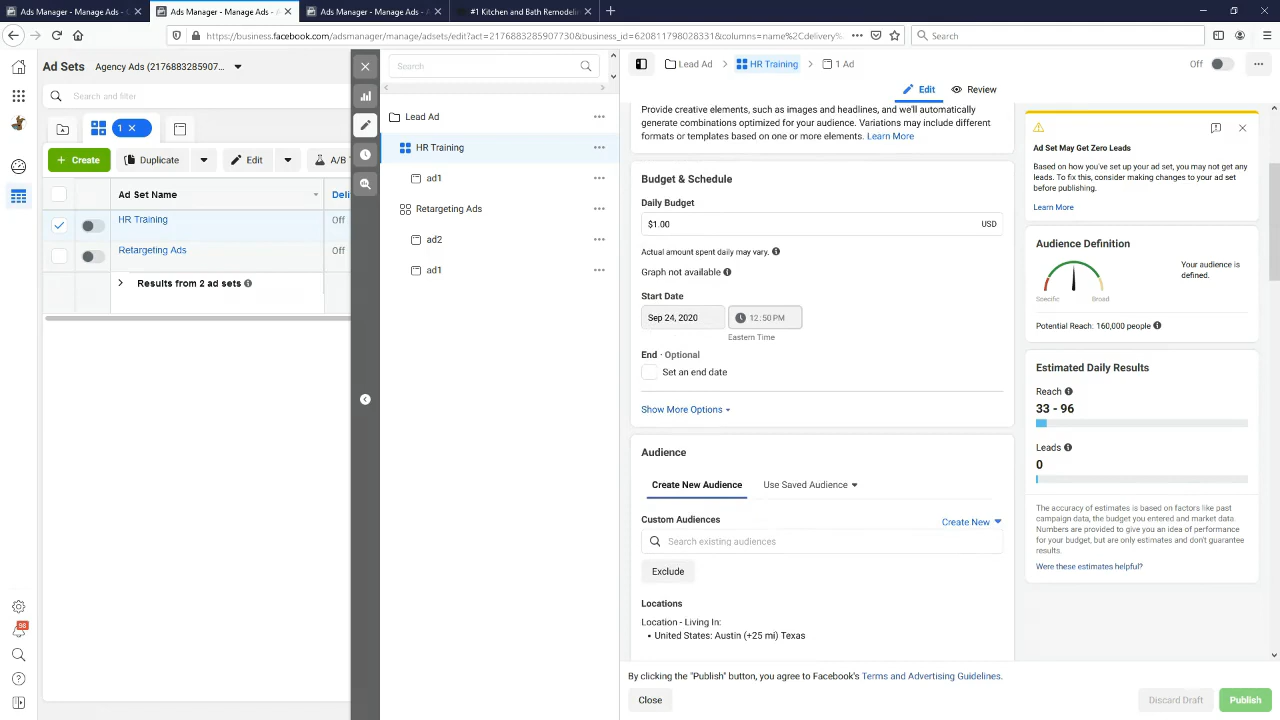 Ads Manager - Manage Ads - A
Ads Manager - Manage Ads - A
Ads Manager - Manage Ads - A
#1 Kitchen and Bath Remodelin
https://business.facebook.com/adsmanager/manage/adsets/edit?act=2176883285907730&business_id=620811798028331&columns=name%2Cdelivery%
Search
Ad Sets
Agency Ads (2176883285907...
Search and filter
1
Create
Duplicate
Edit
A/B T
Ad Set Name
Deli
HR Training
Off
Retargeting Ads
Off
Results from 2 ad sets
98
Search
Lead Ad
HR Training
ad1
Retargeting Ads
ad2
ad1
Lead Ad
HR Training
1 Ad
Off
Edit
Review
Provide creative elements, such as images and headlines, and we'll automatically
generate combinations optimized for your audience. Variations may include different
formats or templates based on one or more elements. Learn More
Budget & Schedule
Daily Budget
$1.00
USD
Actual amount spent daily may vary.
Graph not available
Start Date
Sep 24, 2020
12:50 PM
Eastern Time
End · Optional
Set an end date
Show More Options
Audience
Create New Audience
Use Saved Audience
Custom Audiences
Create New
Search existing audiences
Exclude
Locations
Location - Living In:
• United States: Austin (+25 mi) Texas
Ad Set May Get Zero Leads
Based on how you've set up your ad set, you may not get any
leads. To fix this, consider making changes to your ad set
before publishing.
Learn More
Audience Definition
Your audience is
defined.
Specific
Broad
Potential Reach: 160,000 people
Estimated Daily Results
Reach
33 - 96
Leads
0
The accuracy of estimates is based on factors like past
campaign data, the budget you entered and market data.
Numbers are provided to give you an idea of performance
for your budget, but are only estimates and don't guarantee
results.
Were these estimates helpful?
By clicking the "Publish" button, you agree to Facebook's Terms and Advertising Guidelines.
Close
Discard Draft
Publish